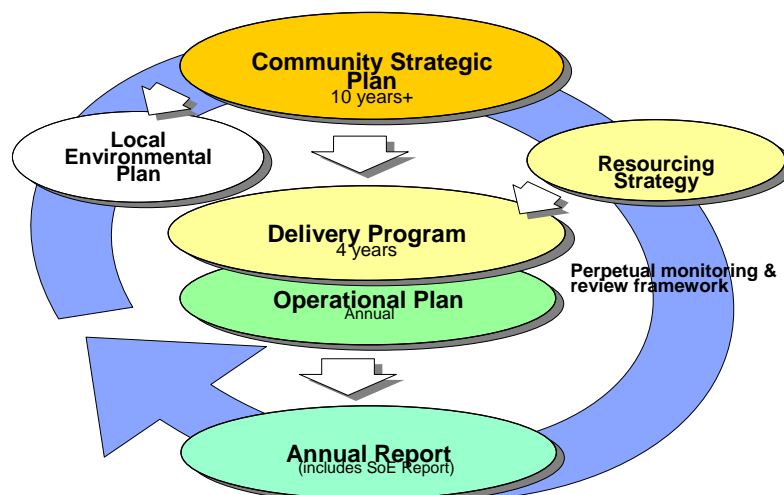 Community Strategic
Plan
10 years+
Local
Environmental
Plan
Resourcing
Strategy
Delivery Program
4 years
Perpetual monitoring &
review framework
Operational Plan
Annual
Annual Report
(includes SoE Report)